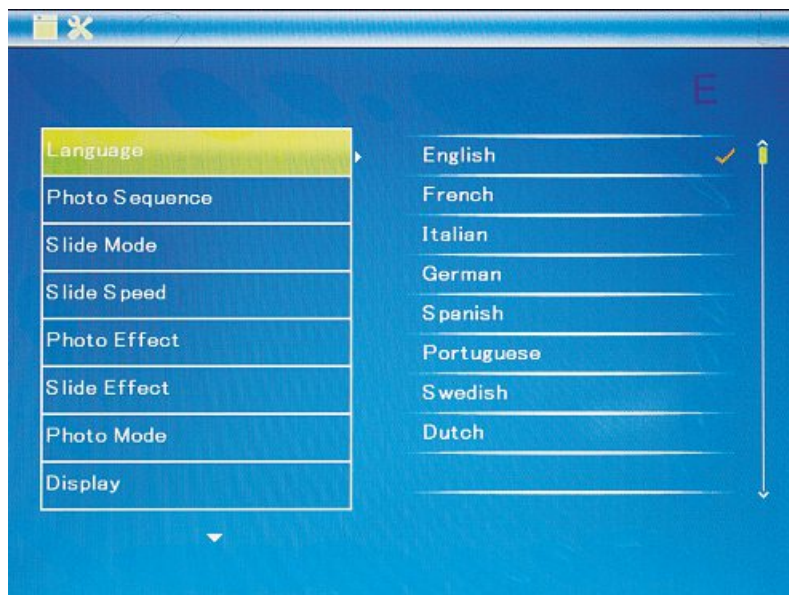 E
Language
Photo Sequence
Slide Mode
Slide Speed
Photo Effect
Slide Effect
Photo Mode
Display
English
French
Italian
German
Spanish
Portuguese
Swedish
Dutch